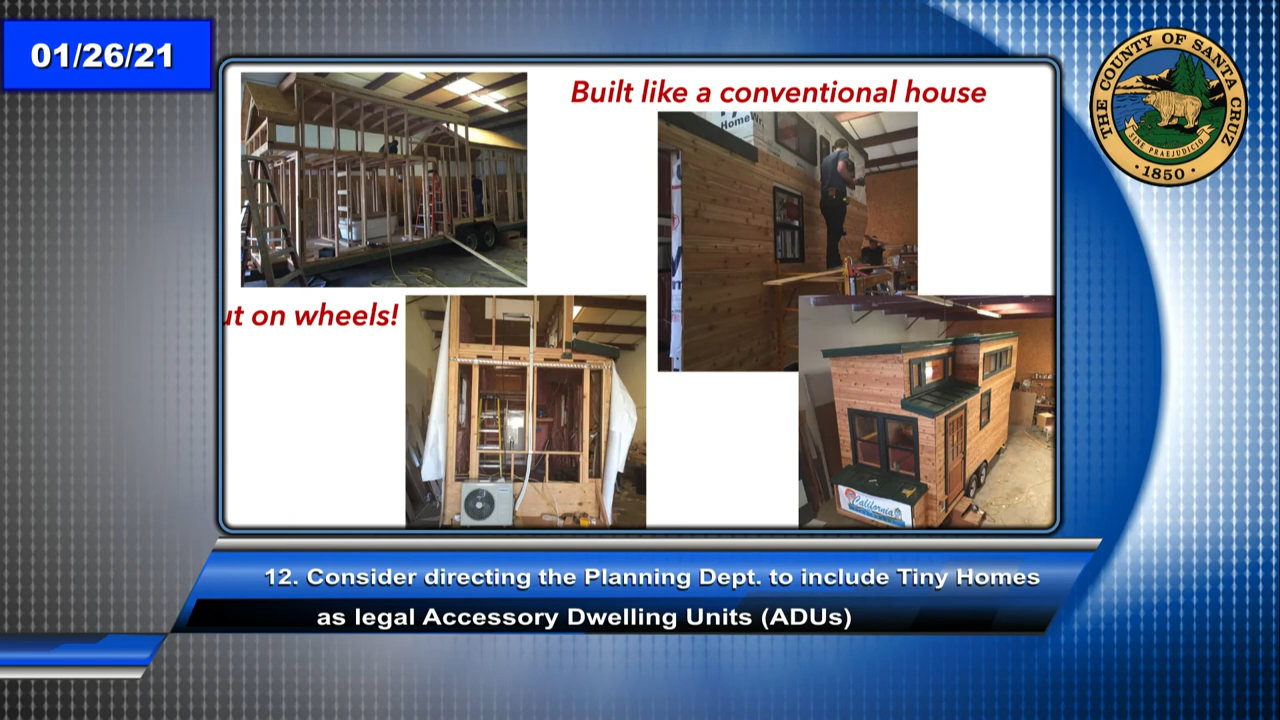 01/26/21
Built like a conventional house
HomeWr
ut on wheels!
California
THE COUNTY OF SANTA CRUZ
SINE PRAEJUDICIO
• 1850 •
12. Consider directing the Planning Dept. to include Tiny Homes
as legal Accessory Dwelling Units (ADUs)